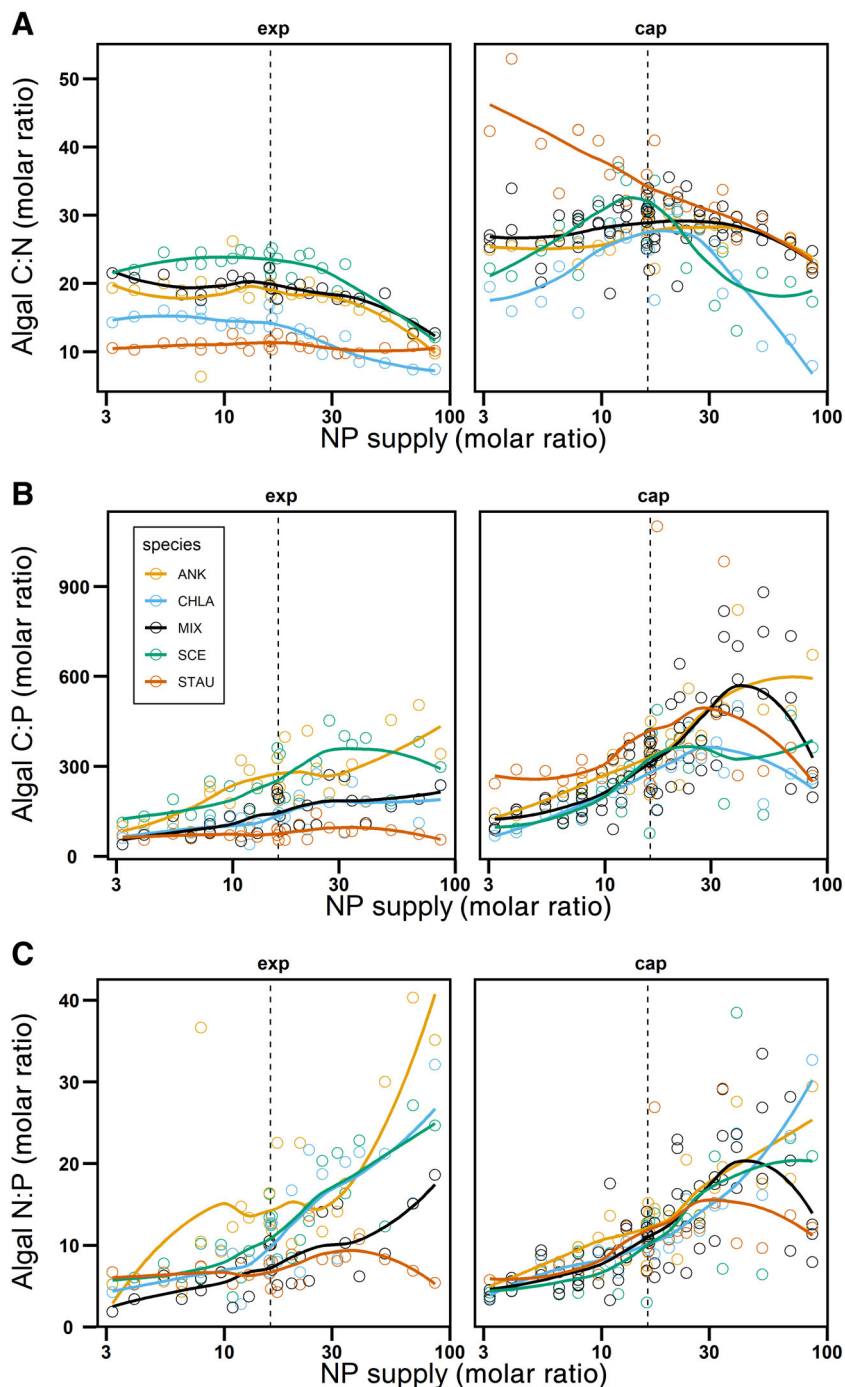 A
exp
cap
Algal C:N (molar ratio)
50
40
30
20
10
3 10 30 100
3 10 30 100
NP supply (molar ratio)
B
exp
cap
Algal C:P (molar ratio)
900
600
300
0
species
ANK
CHLA
MIX
SCE
STAU
3 10 30 100
3 10 30 100
NP supply (molar ratio)
C
exp
cap
Algal N:P (molar ratio)
40
30
20
10
0
3 10 30 100
3 10 30 100
NP supply (molar ratio)